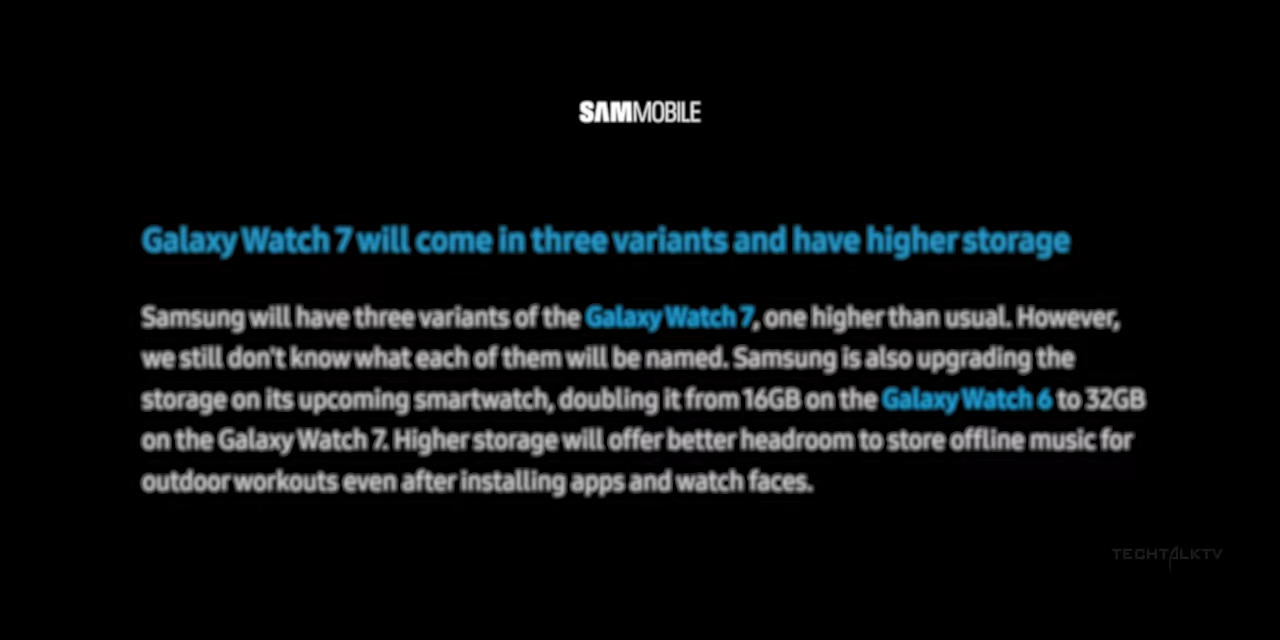 SAMMOBILE
Galaxy Watch 7 will come in three variants and have higher storage
Samsung will have three variants of the Galaxy Watch 7, one higher than usual. However,
we still don't know what each of them will be named. Samsung is also upgrading the
storage on its upcoming smartwatch, doubling it from 16GB on the Galaxy Watch 6 to 32GB
on the Galaxy Watch 7. Higher storage will offer better headroom to store offline music for
outdoor workouts even after installing apps and watch faces.
TECHTALKTV